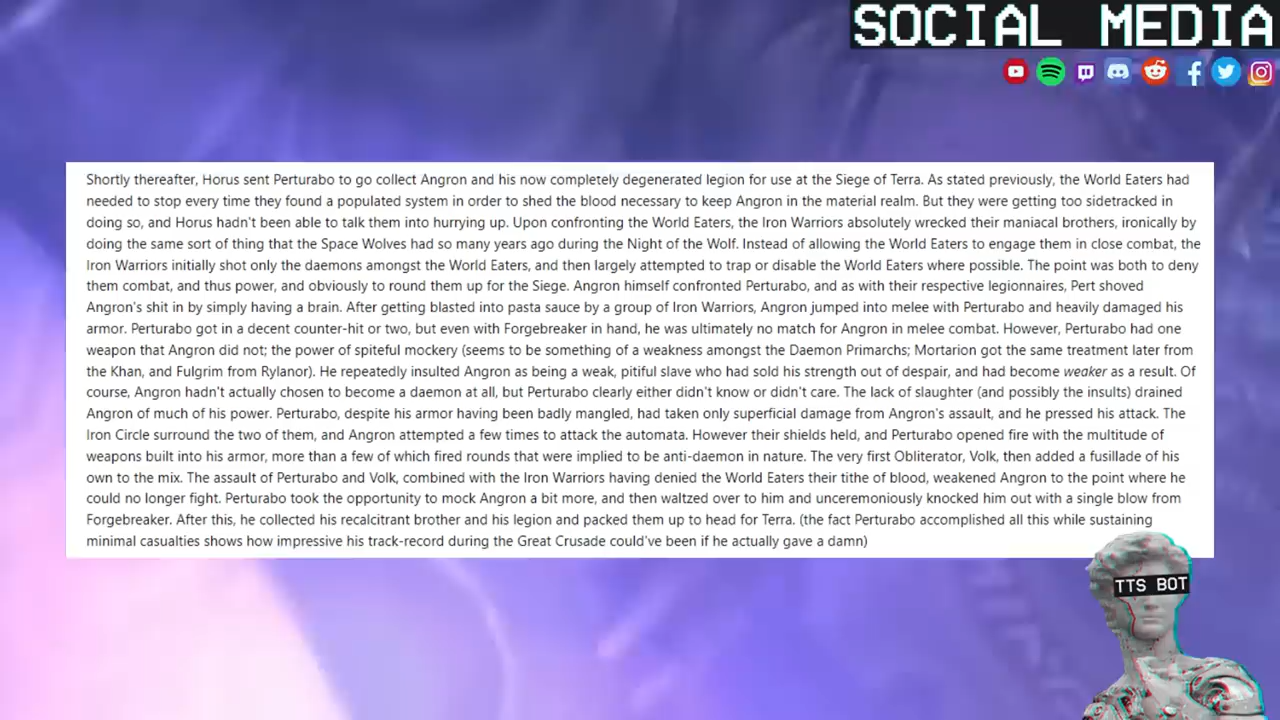 SOCIAL MEDIA
Shortly thereafter, Horus sent Perturabo to go collect Angron and his now completely degenerated legion for use at the Siege of Terra. As stated previously, the World Eaters had
needed to stop every time they found a populated system in order to shed the blood necessary to keep Angron in the material realm. But they were getting too sidetracked in
doing so, and Horus hadn't been able to talk them into hurrying up. Upon confronting the World Eaters, the Iron Warriors absolutely wrecked their maniacal brothers, ironically by
doing the same sort of thing that the Space Wolves had so many years ago during the Night of the Wolf. Instead of allowing the World Eaters to engage them in close combat, the
Iron Warriors initially shot only the daemons amongst the World Eaters, and then largely attempted to trap or disable the World Eaters where possible. The point was both to deny
them combat, and thus power, and obviously to round them up for the Siege. Angron himself confronted Perturabo, and as with their respective legionnaires, Pert shoved
Angron's shit in by simply having a brain. After getting blasted into pasta sauce by a group of Iron Warriors, Angron jumped into melee with Perturabo and heavily damaged his
armor. Perturabo got in a decent counter-hit or two, but even with Forgebreaker in hand, he was ultimately no match for Angron in melee combat. However, Perturabo had one
weapon that Angron did not; the power of spiteful mockery (seems to be something of a weakness amongst the Daemon Primarchs; Mortarion got the same treatment later from
the Khan, and Fulgrim from Rylanor). He repeatedly insulted Angron as being a weak, pitiful slave who had sold his strength out of despair, and had become weaker as a result. Of
course, Angron hadn't actually chosen to become a daemon at all, but Perturabo clearly either didn't know or didn't care. The lack of slaughter (and possibly the insults) drained
Angron of much of his power. Perturabo, despite his armor having been badly mangled, had taken only superficial damage from Angron's assault, and he pressed his attack. The
Iron Circle surround the two of them, and Angron attempted a few times to attack the automata. However their shields held, and Perturabo opened fire with the multitude of
weapons built into his armor, more than a few of which fired rounds that were implied to be anti-daemon in nature. The very first Obliterator, Volk, then added a fusillade of his
own to the mix. The assault of Perturabo and Volk, combined with the Iron Warriors having denied the World Eaters their tithe of blood, weakened Angron to the point where he
could no longer fight. Perturabo took the opportunity to mock Angron a bit more, and then waltzed over to him and unceremoniously knocked him out with a single blow from
Forgebreaker. After this, he collected his recalcitrant brother and his legion and packed them up to head for Terra. (the fact Perturabo accomplished all this while sustaining
minimal casualties shows how impressive his track-record during the Great Crusade could've been if he actually gave a damn)
TTS BOT